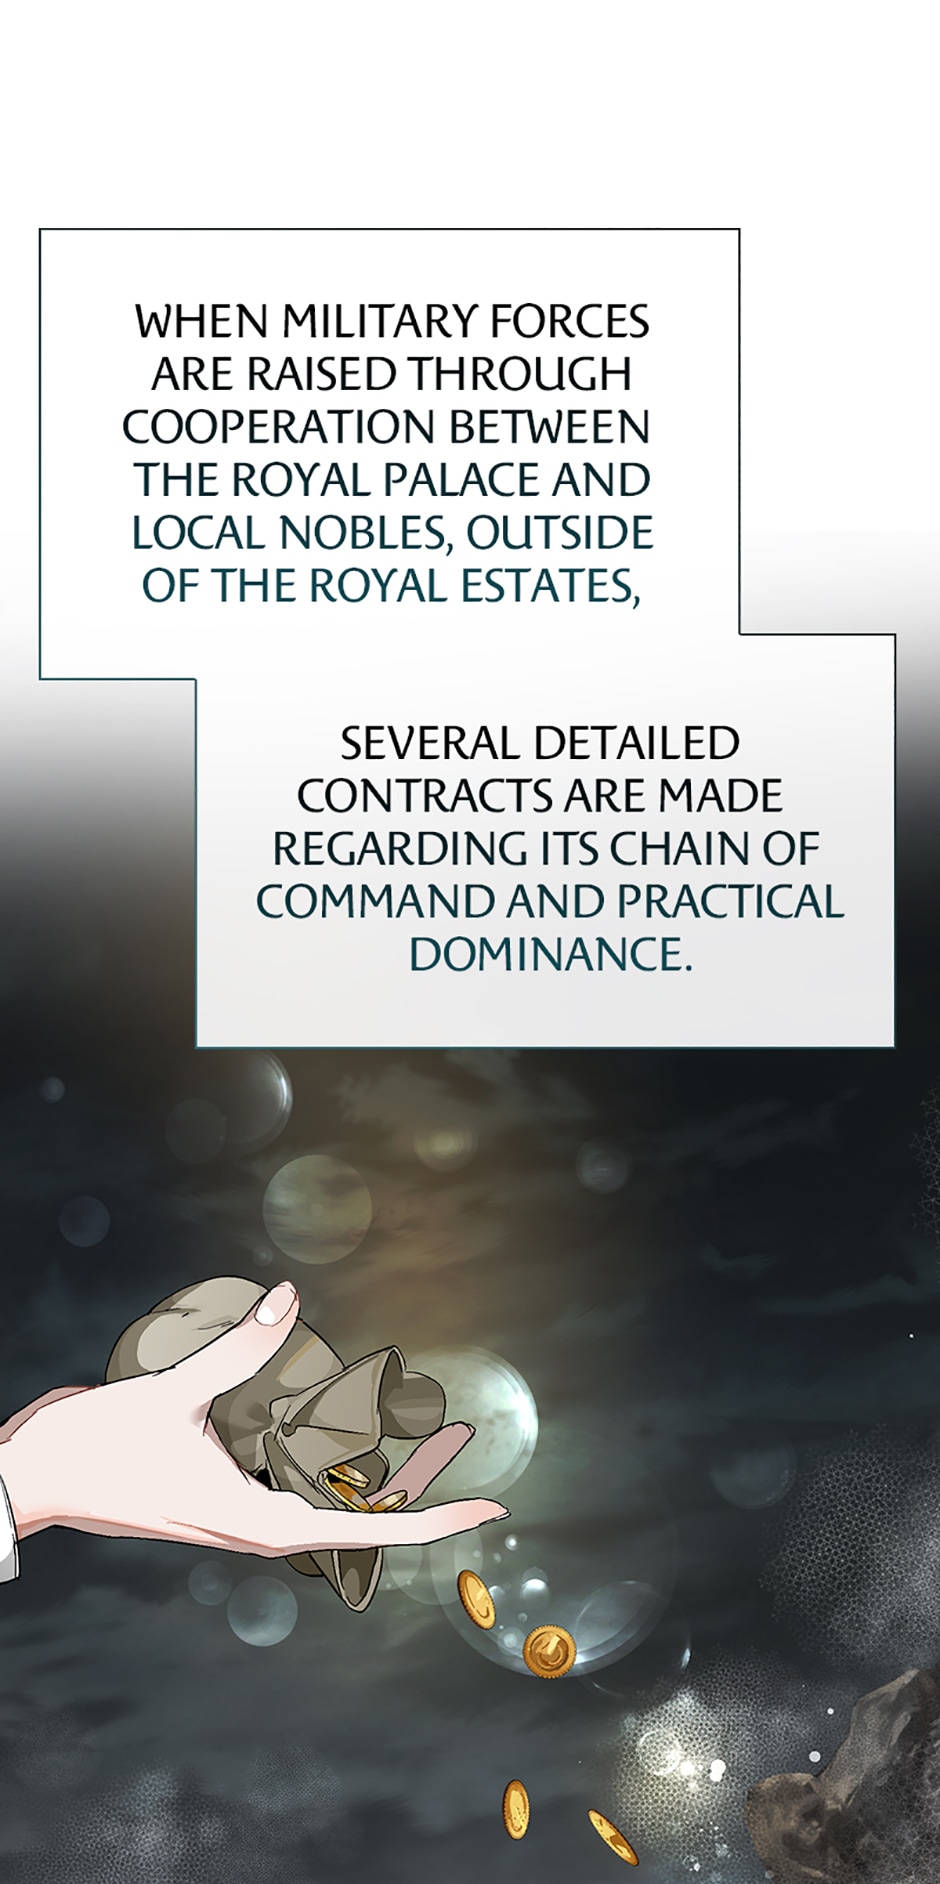 WHEN MILITARY FORCES
ARE RAISED THROUGH
COOPERATION BETWEEN
THE ROYAL PALACE AND
LOCAL NOBLES, OUTSIDE
OF THE ROYAL ESTATES,
SEVERAL DETAILED
CONTRACTS ARE MADE
REGARDING ITS CHAIN OF
COMMAND AND PRACTICAL
DOMINANCE.